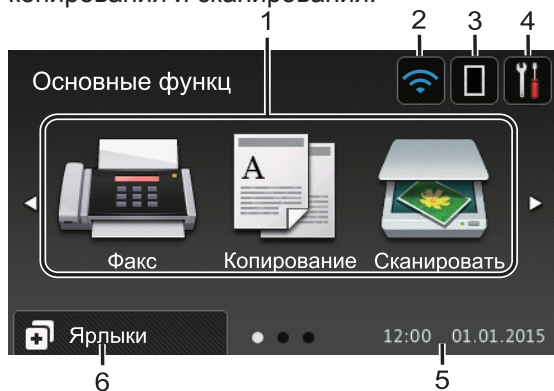 копирования и сканирования.
1 2 3 4
Основные функц
A
Факс Копирование Сканировать
Ярлыки 12:00 01.01.2015
6 5